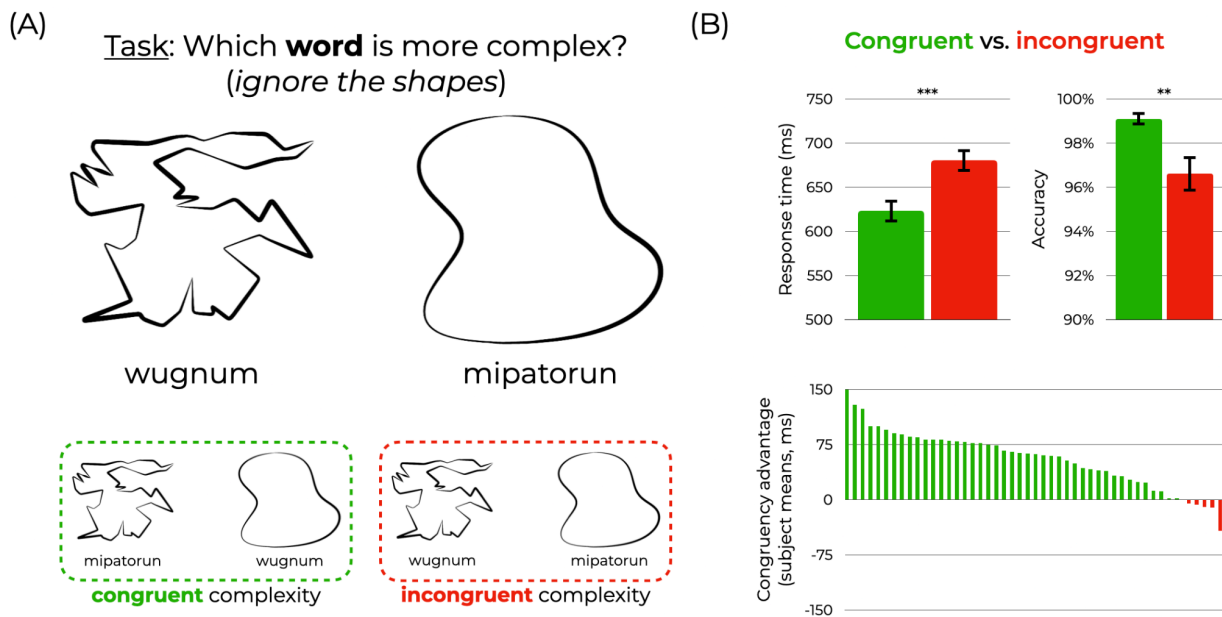 (A)
Task: Which word is more complex?
(ignore the shapes)
wugnum
mipatorun
mipatorun
wugnum
congruent complexity
wugnum
mipatorun
incongruent complexity
(B)
Congruent vs. incongruent
Response time (ms)
750
700
650
600
550
500
***
Accuracy
100%
98%
96%
94%
92%
90%
**
Congruency advantage
(subject means, ms)
150
75
0
-75
-150